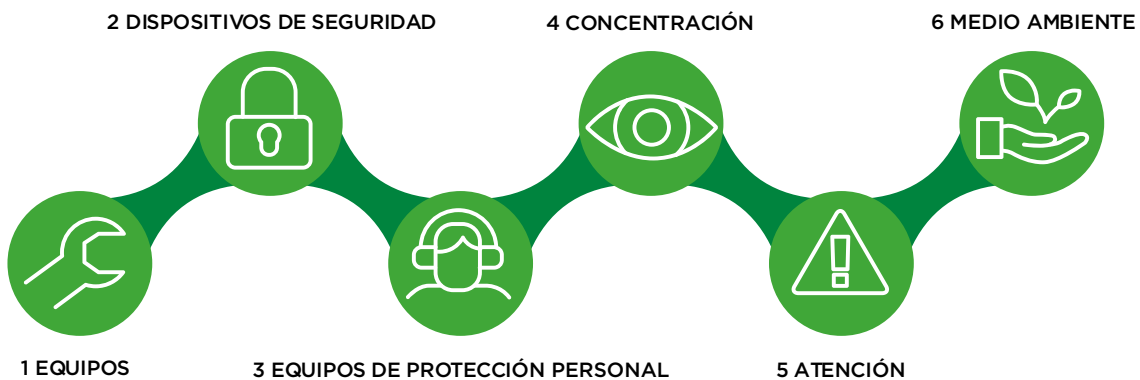 2 DISPOSITIVOS DE SEGURIDAD
4 CONCENTRACIÓN
6 MEDIO AMBIENTE
1 EQUIPOS
3 EQUIPOS DE PROTECCIÓN PERSONAL
5 ATENCIÓN